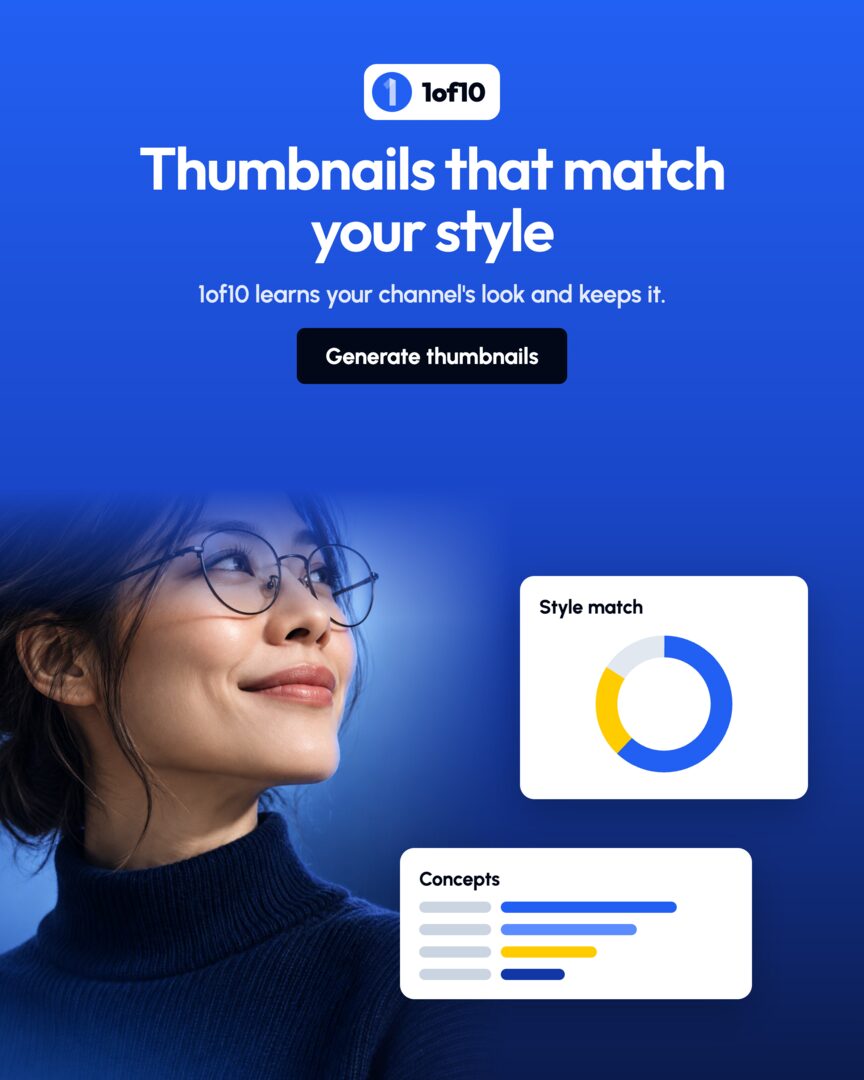 1of10
Thumbnails that match
your style
1of10 learns your channel's look and keeps it.
Generate thumbnails
Style match
Concepts